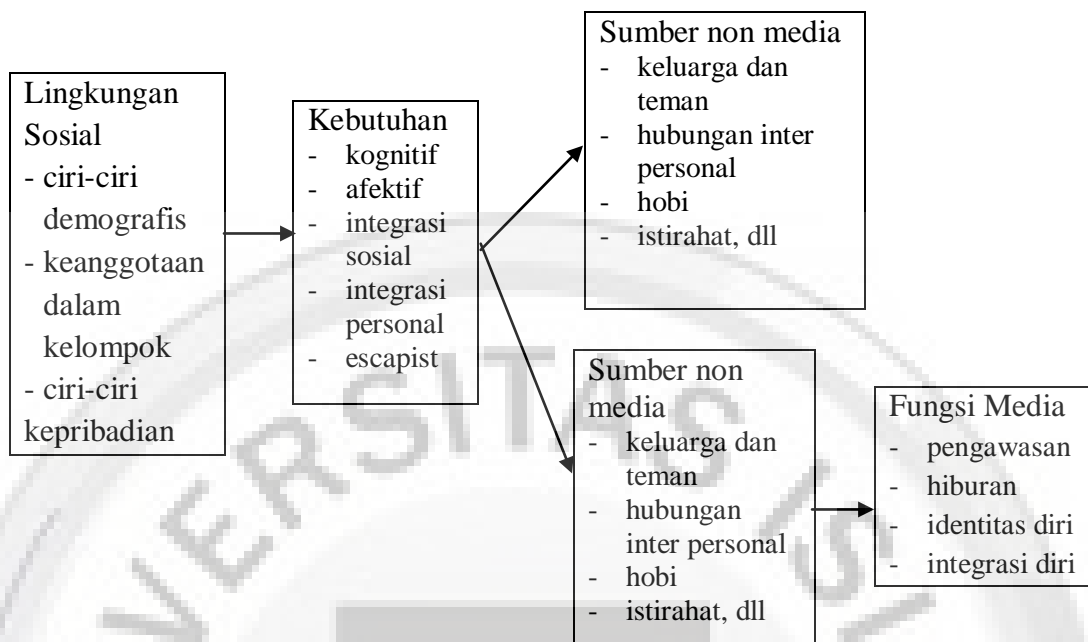 Lingkungan
Sosial
- ciri-ciri
demografis
- keanggotaan
dalam
kelompok
- ciri-ciri
kepribadian
Kebutuhan
- kognitif
- afektif
- integrasi
sosial
- integrasi
personal
- escapist
Sumber non media
- keluarga dan
teman
- hubungan inter
personal
- hobi
- istirahat, dll
Sumber non
media
- keluarga dan
teman
- hubungan
inter personal
- hobi
- istirahat, dll
Fungsi Media
- pengawasan
- hiburan
- identitas diri
- integrasi diri
VERSITAS ISL